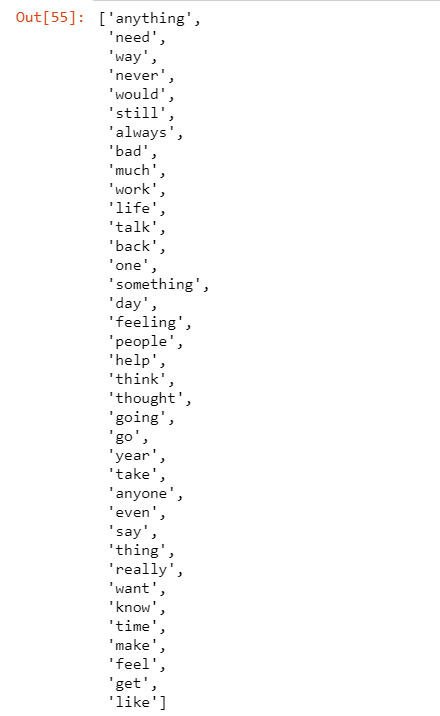 Out[55]: ['anything',
'need',
'way',
'never',
'would',
'still',
'always',
'bad',
'much',
'work',
'life',
'talk',
'back',
'one',
'something',
'day',
'feeling',
'people',
'help',
'think',
'thought',
'going',
'go',
'year',
'take',
'anyone',
'even',
'say',
'thing',
'really',
'want',
'know',
'time',
'make',
'feel',
'get',
'like']